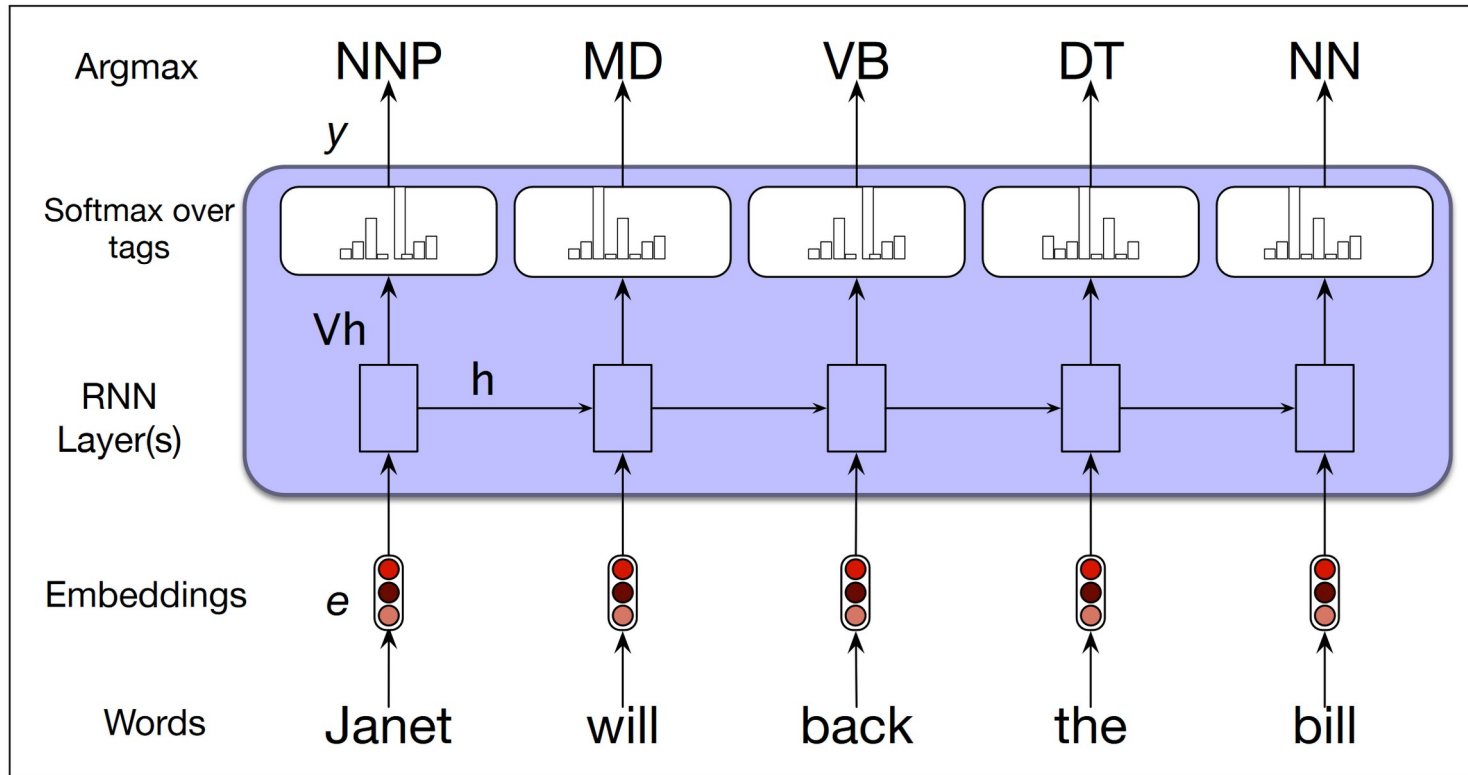 Argmax NNP MD VB DT NN
y
Softmax over
tags
Vh
h
RNN
Layer(s)
Embeddings e
Words Janet will back the bill